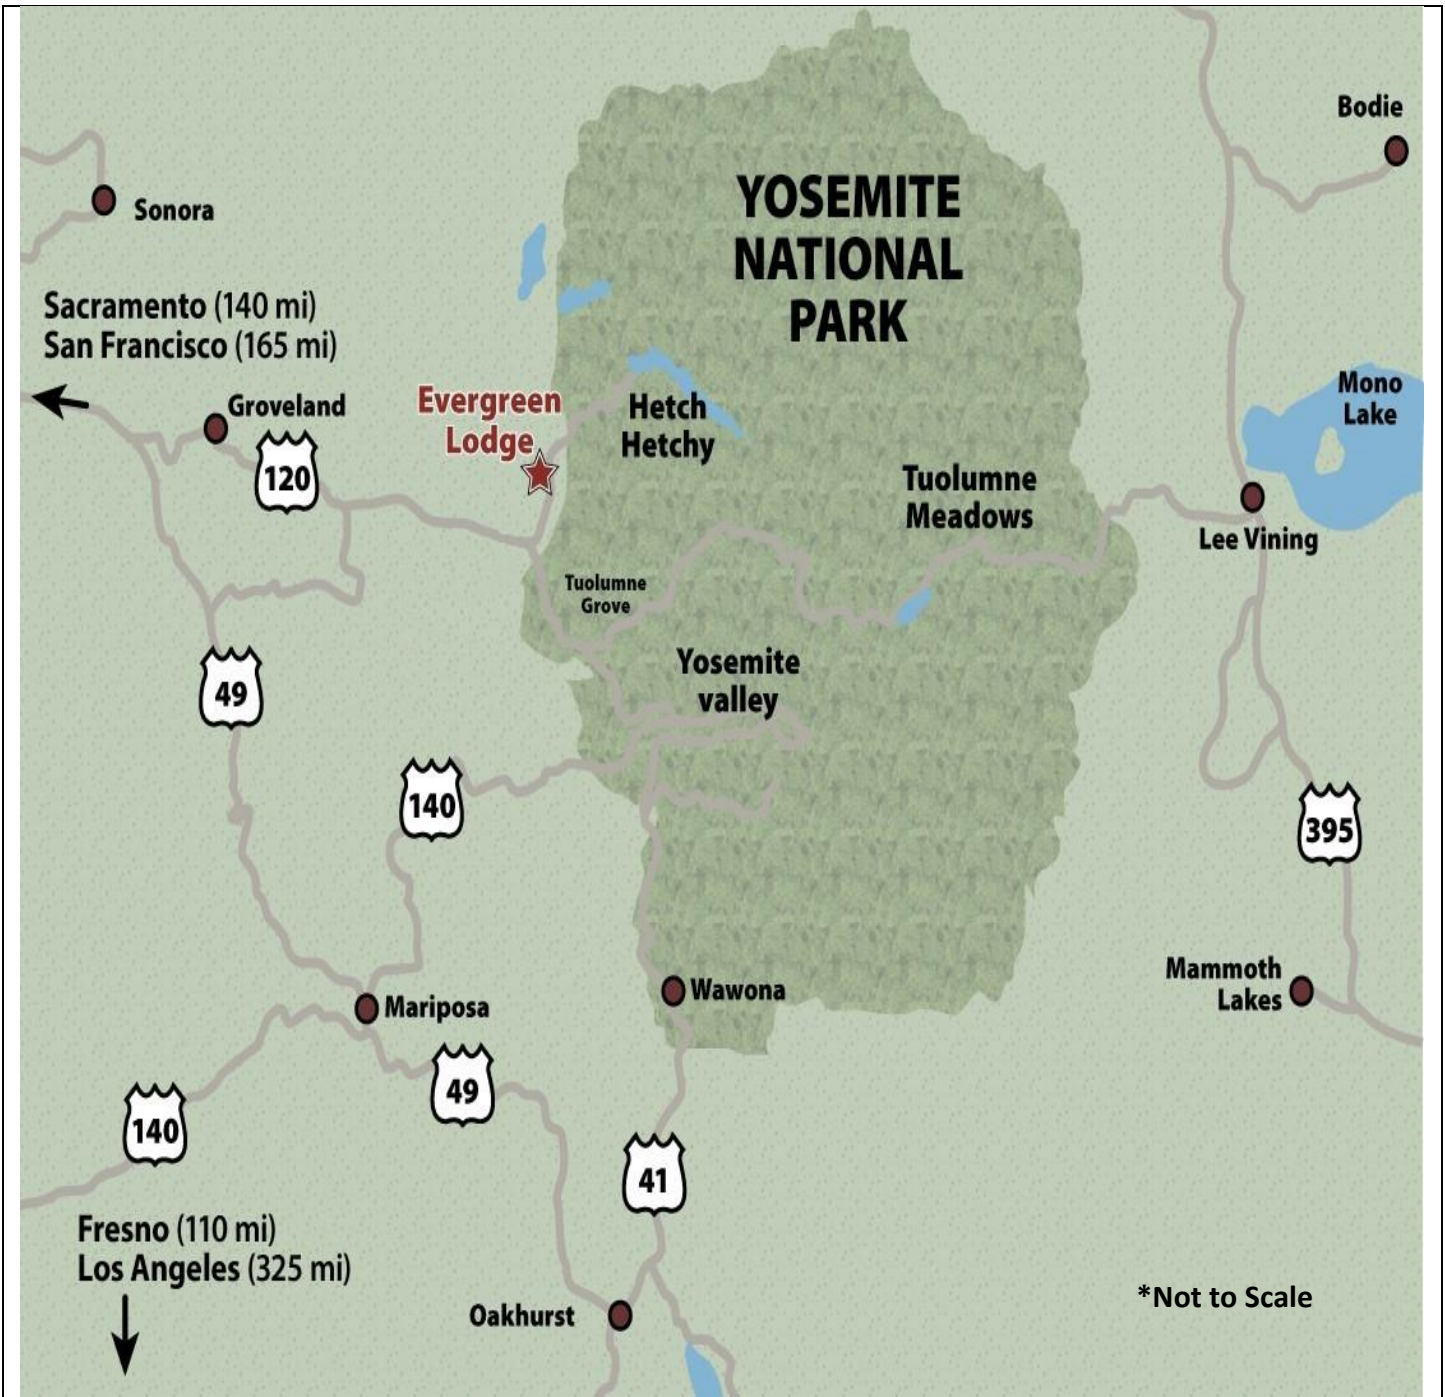 Bodie
YOSEMITE
NATIONAL
PARK
Sonora
Sacramento (140 mi)
San Francisco (165 mi)
Groveland
120
Evergreen
Lodge
Hetch
Hetchy
Mono
Lake
Tuolumne
Meadows
Lee Vining
Tuolumne
Grove
Yosemite
valley
49
140
395
Mammoth
Lakes
Wawona
Mariposa
49
140
41
Fresno (110 mi)
Los Angeles (325 mi)
Oakhurst
*Not to Scale